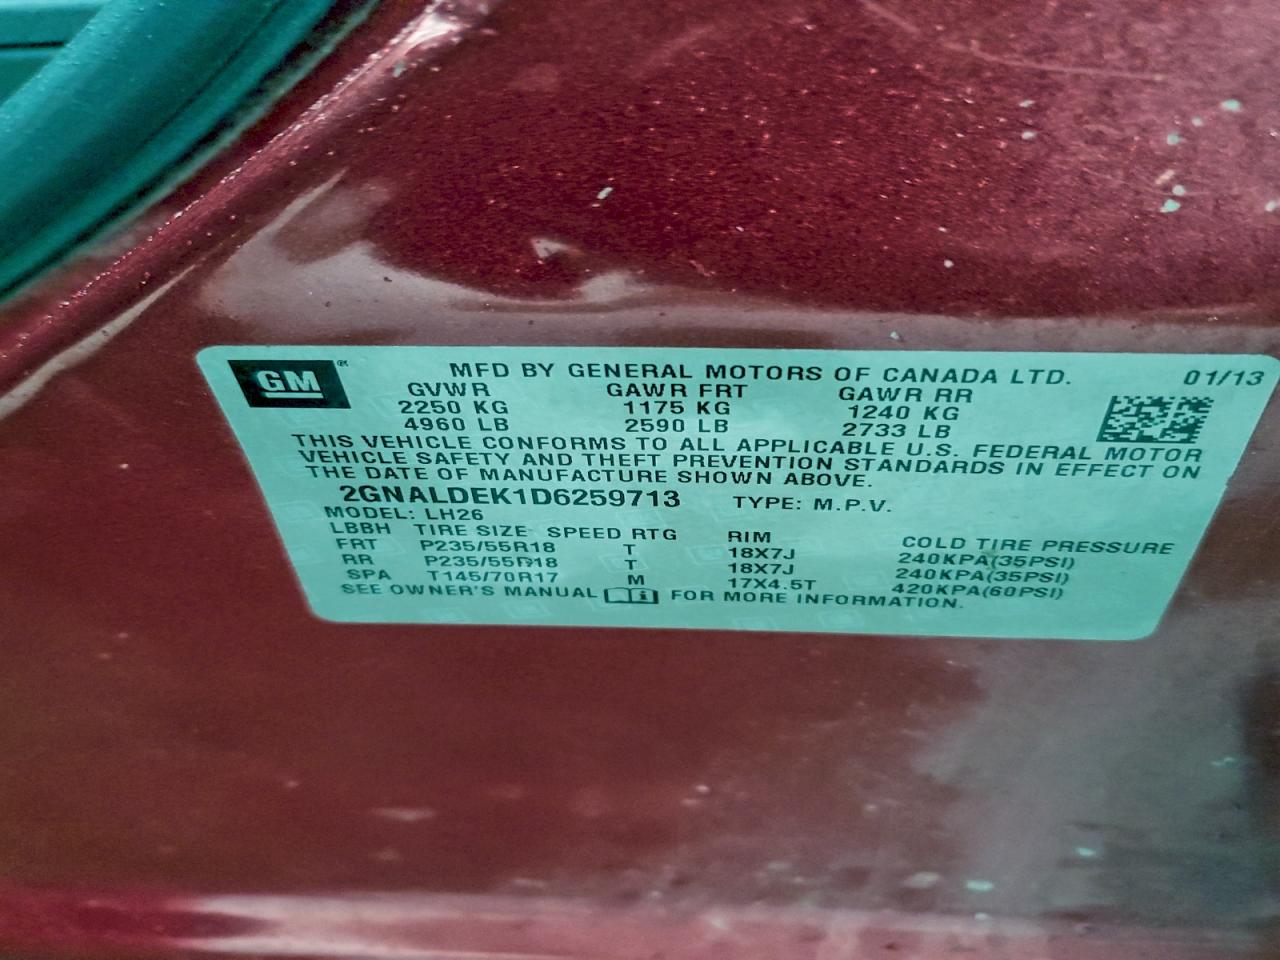 GM® MFD BY GENERAL MOTORS OF CANADA LTD. 01/13
GVWR GAWR FRT GAWR RR
2250 KG 1175 KG 1240 KG
4960 LB 2590 LB 2733 LB
THIS VEHICLE CONFORMS TO ALL APPLICABLE U.S. FEDERAL MOTOR
VEHICLE SAFETY AND THEFT PREVENTION STANDARDS IN EFFECT ON
THE DATE OF MANUFACTURE SHOWN ABOVE.
2GNALDEK1D6259713 TYPE: M.P.V.
MODEL: LH26
LBBH TIRE SIZE SPEED RTG RIM COLD TIRE PRESSURE
FRT P235/55R18 T 18X7J 240KPA(35PSI)
RR P235/55R18 T 18X7J 240KPA(35PSI)
SPA T145/70R17 M 17X4.5T 420KPA(60PSI)
SEE OWNER'S MANUAL FOR MORE INFORMATION.